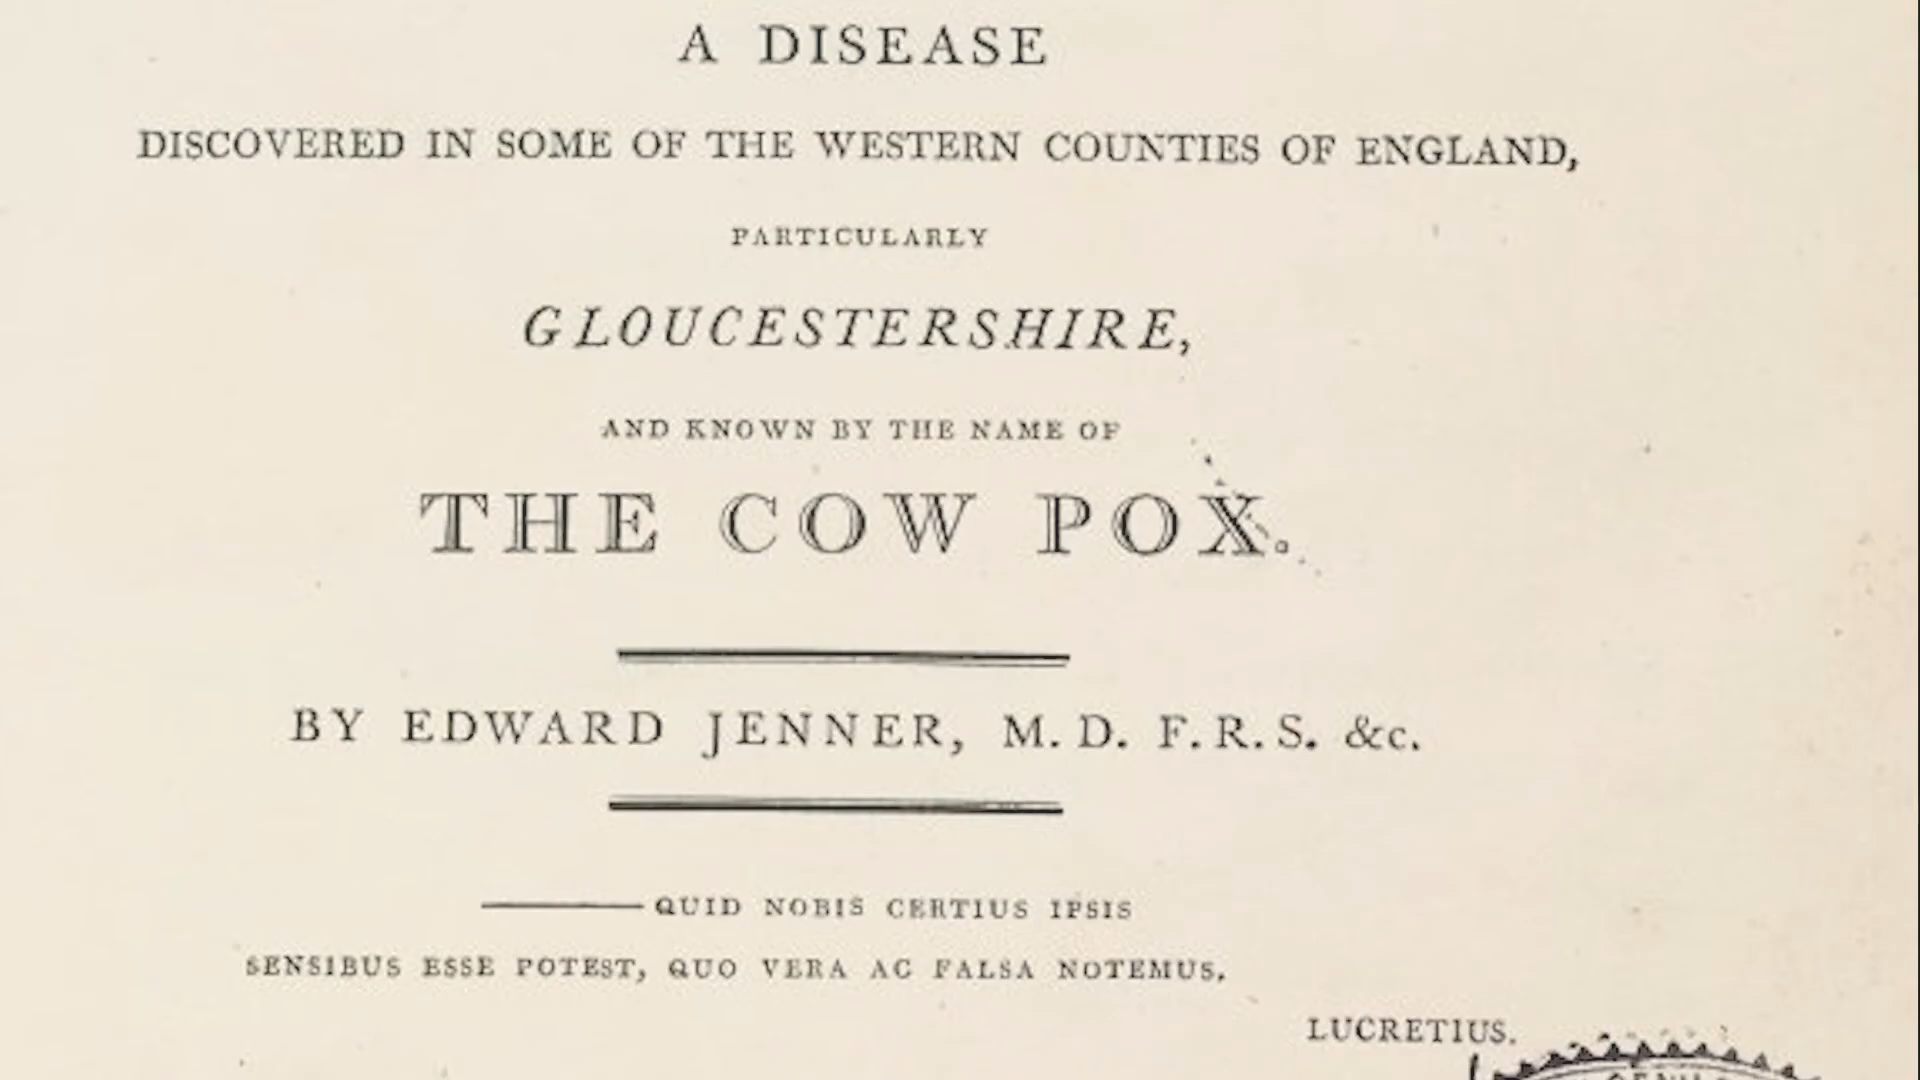 A DISEASE
DISCOVERED IN SOME OF THE WESTERN COUNTIES OF ENGLAND,
PARTICULARLY
GLOUCESTERSHIRE,
AND KNOWN BY THE NAME OF
THE COW POX.
BY EDWARD JENNER, M.D. F.R.S. &c.
QUID NOBIS CERTIUS IPSIS
SENSIBUS ESSE POTEST, QUO VERA AC FALSA NOTEMUS.
LUCRETIUS.